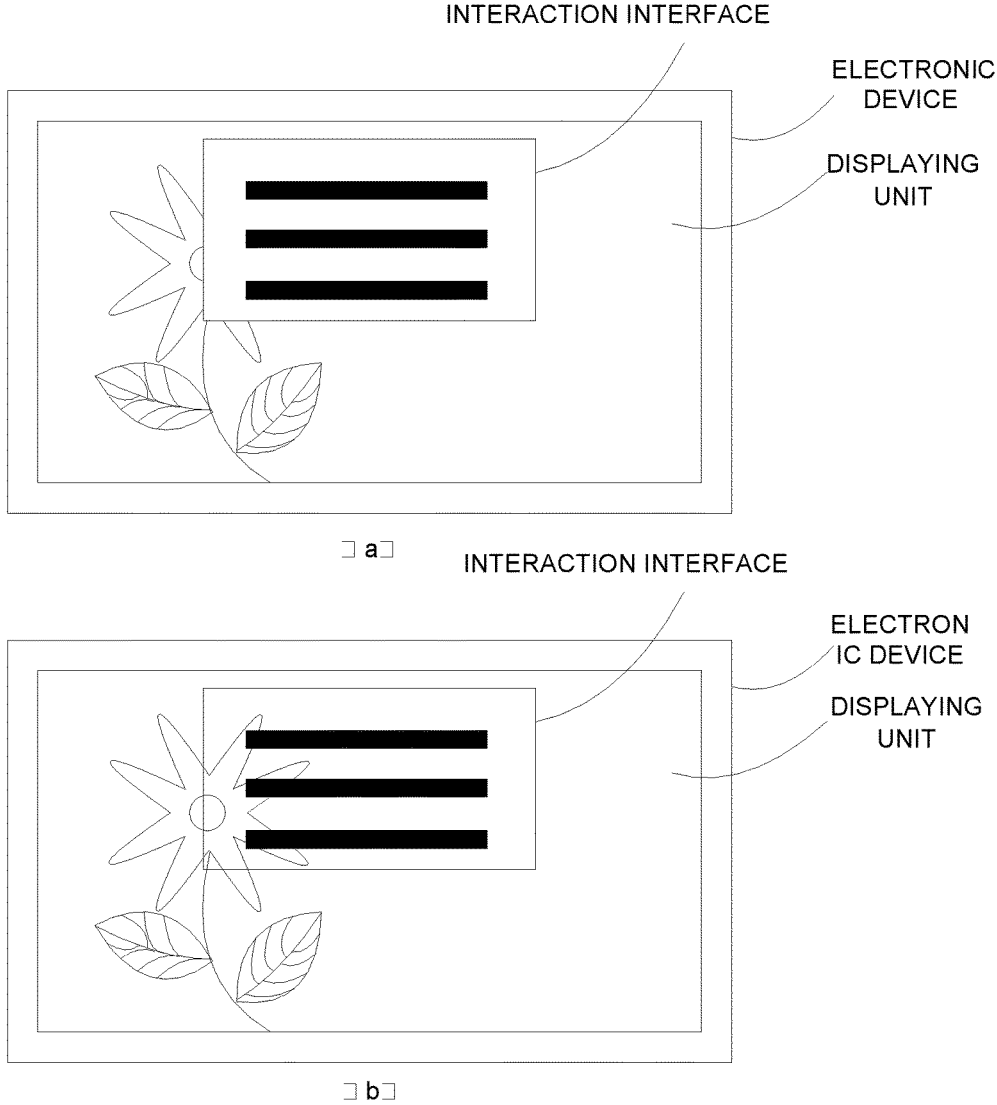 INTERACTION INTERFACE
ELECTRONIC
DEVICE
DISPLAYING
UNIT
a
INTERACTION INTERFACE
ELECTRON
IC DEVICE
DISPLAYING
UNIT
b